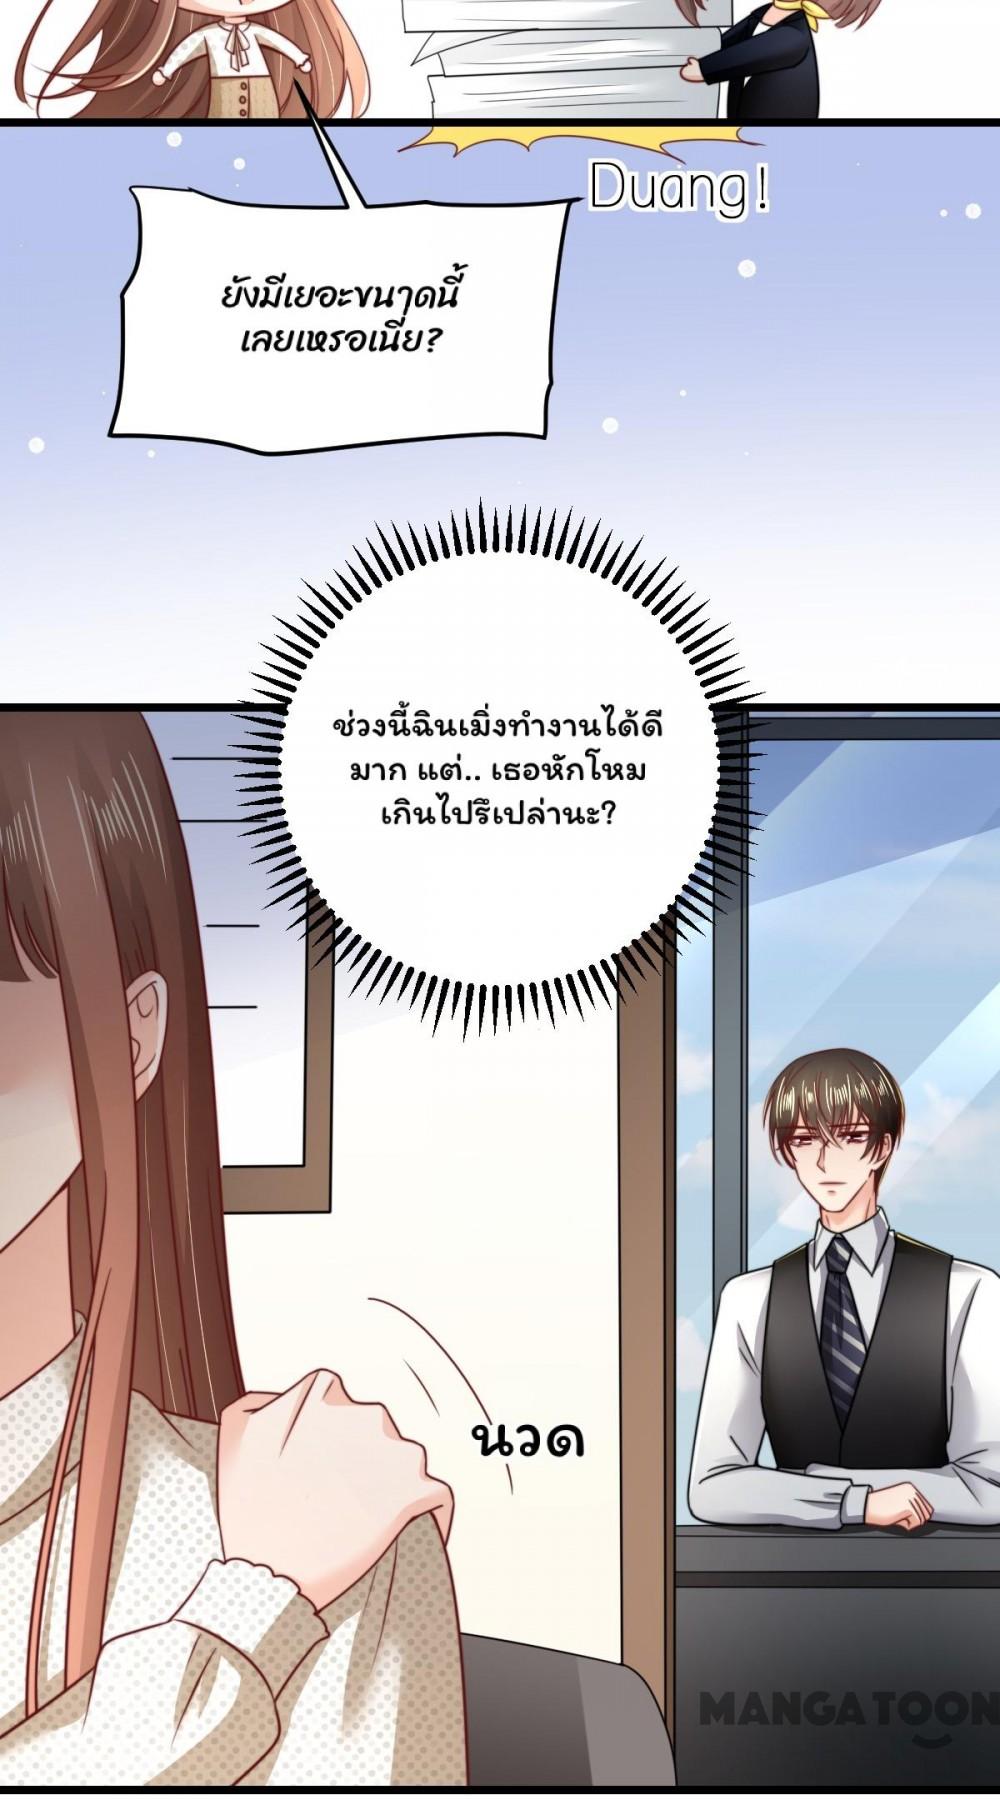 Duang!
ยังมีเยอะขนาดนี้
เลยเหรอเนี่ย?
ช่วงนี้ฉินเมิ่งทำงานได้ดี
มาก แต่.. เธอหักโหม
เกินไปรึเปล่านะ?
นวด
MANGATOON